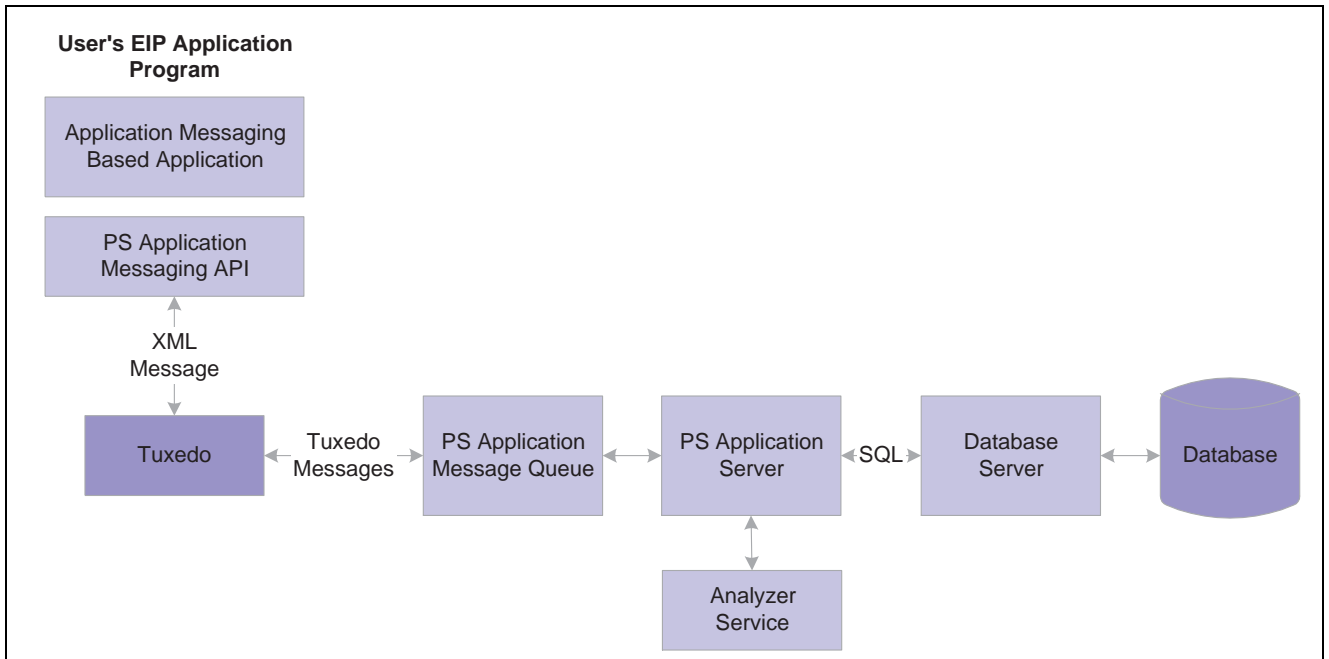 User's EIP Application
Program
Application Messaging
Based Application
PS Application
Messaging API
XML
Message
Tuxedo
Tuxedo
Messages
PS Application
Message Queue
PS Application
Server
SQL
Database
Server
Database
Analyzer
Service